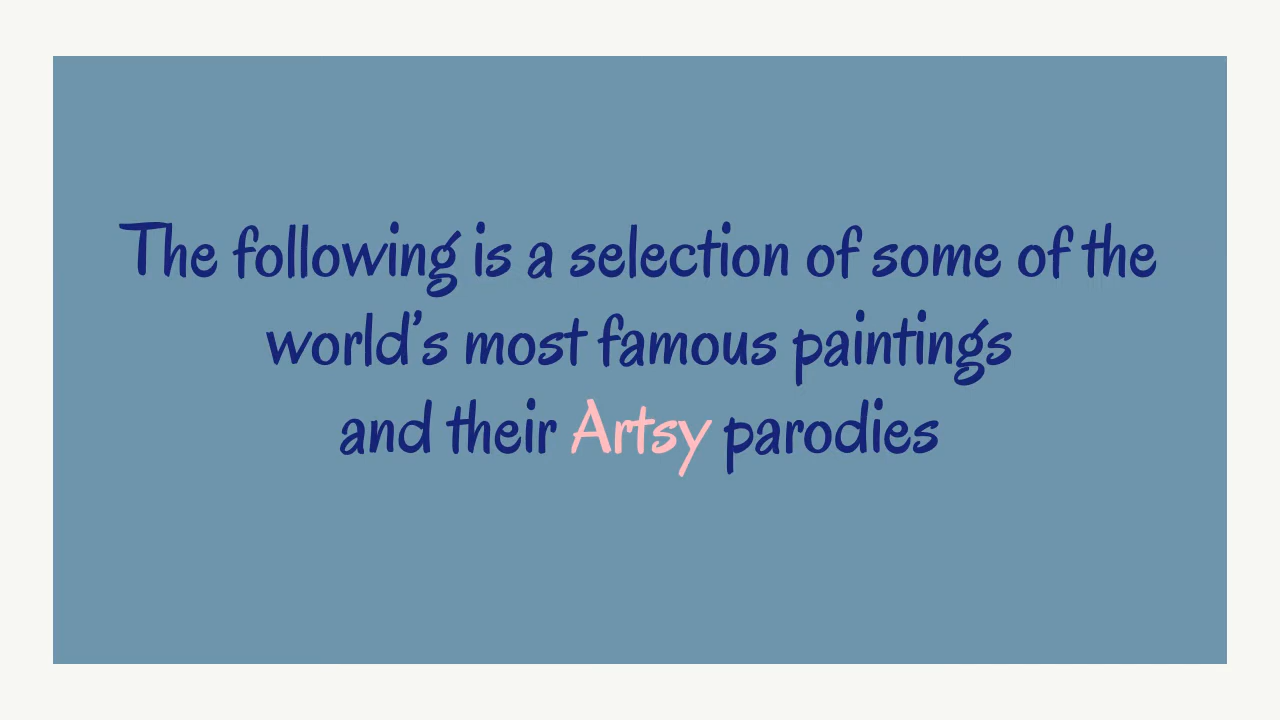 The following is a selection of some of the
world's most famous paintings
and their Artsy parodies